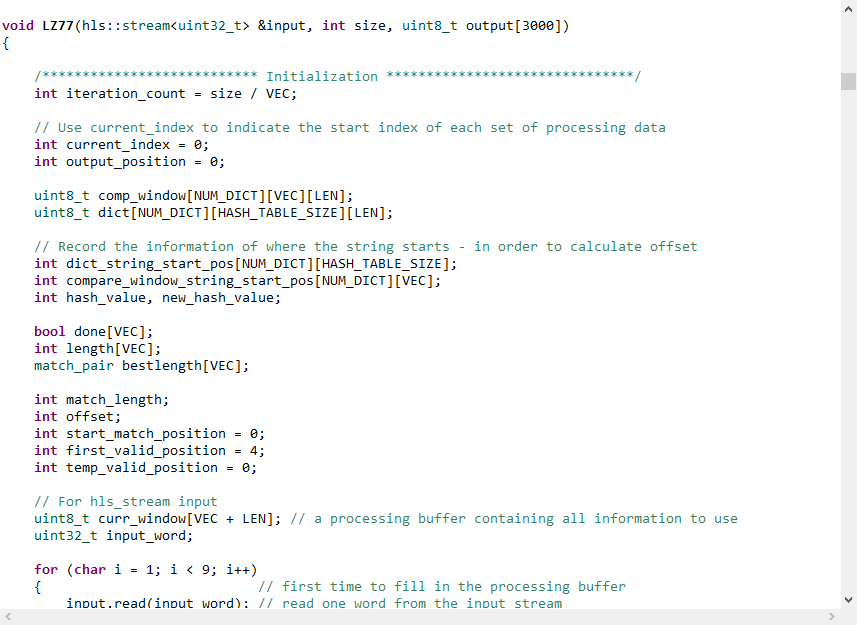 void LZ77(hls::stream<uint32_t> &input, int size, uint8_t output[3000])
{
/*************************** Initialization *******************************/
int iteration_count = size / VEC;
// Use current_index to indicate the start index of each set of processing data
int current_index = 0;
int output_position = 0;
uint8_t comp_window[NUM_DICT][VEC][LEN];
uint8_t dict[NUM_DICT][HASH_TABLE_SIZE][LEN];
// Record the information of where the string starts - in order to calculate offset
int dict_string_start_pos[NUM_DICT][HASH_TABLE_SIZE];
int compare_window_string_start_pos[NUM_DICT][VEC];
int hash_value, new_hash_value;
bool done[VEC];
int length[VEC];
match_pair bestlength[VEC];
int match_length;
int offset;
int start_match_position = 0;
int first_valid_position = 4;
int temp_valid_position = 0;
// For hls_stream input
uint8_t curr_window[VEC + LEN]; // a processing buffer containing all information to use
uint32_t input_word;
for (char i = 1; i < 9; i++)
{ // first time to fill in the processing buffer
input.read(input_word); // read one word from the input stream